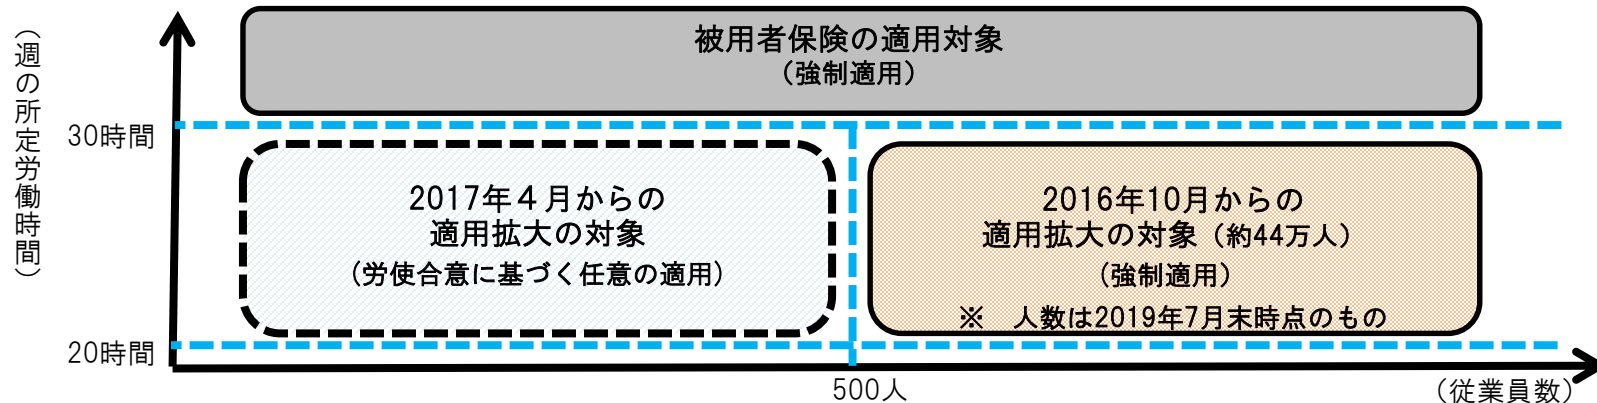 （週の所定労働時間）
被用者保険の適用対象
（強制適用）
30時間
2017年４月からの
適用拡大の対象
（労使合意に基づく任意の適用）
2016年10月からの
適用拡大の対象（約44万人）
（強制適用）
※　人数は2019年7月末時点のもの
20時間
500人
（従業員数）